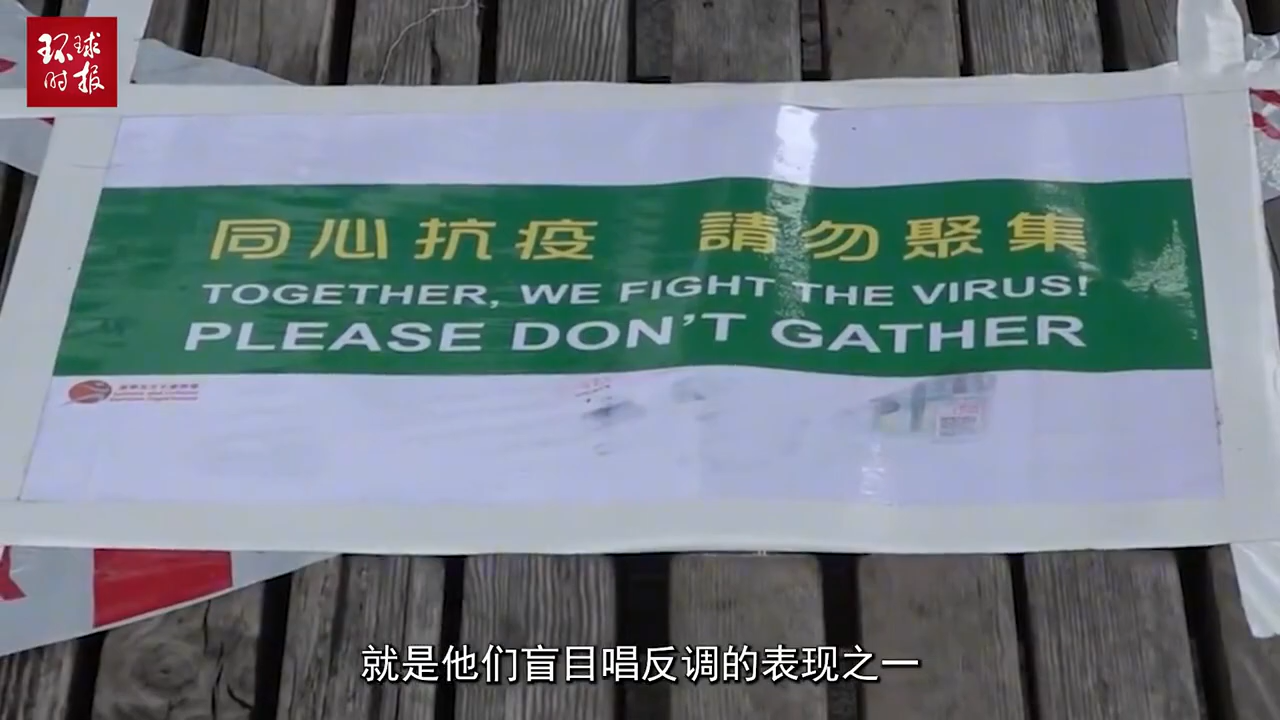 环球
时报
同心抗疫 請勿聚集
TOGETHER, WE FIGHT THE VIRUS!
PLEASE DON'T GATHER
就是他们盲目唱反调的表现之一